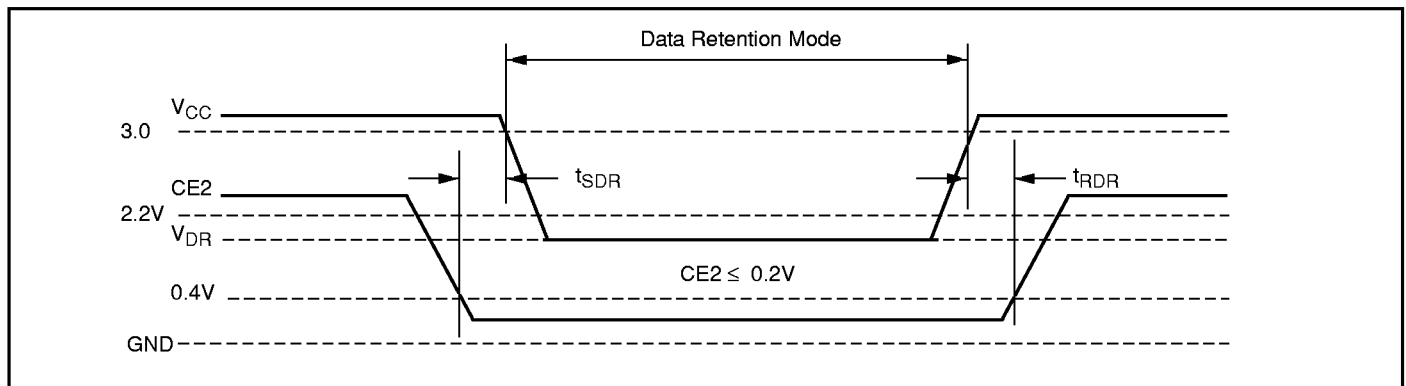 Data Retention Mode
VCC
3.0
tSDR
tRDR
CE2
2.2V
VDR
CE2 ≤ 0.2V
0.4V
GND